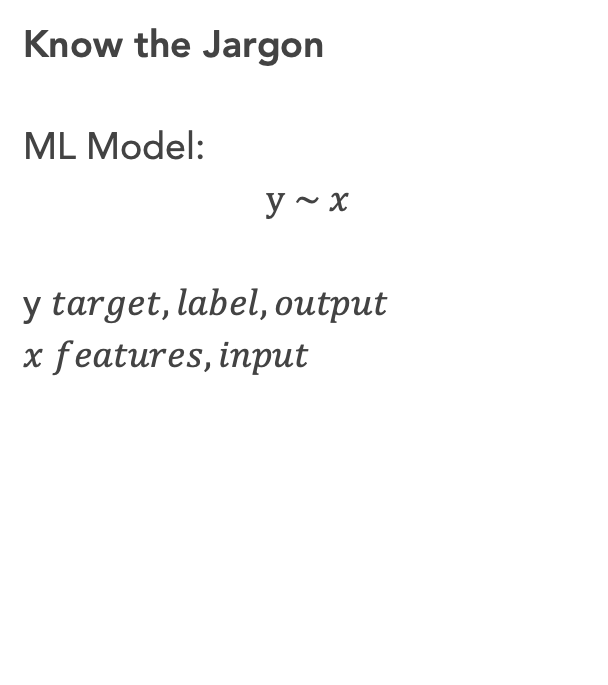 Know the Jargon
ML Model:
y ~ x
y target, label, output
x features, input